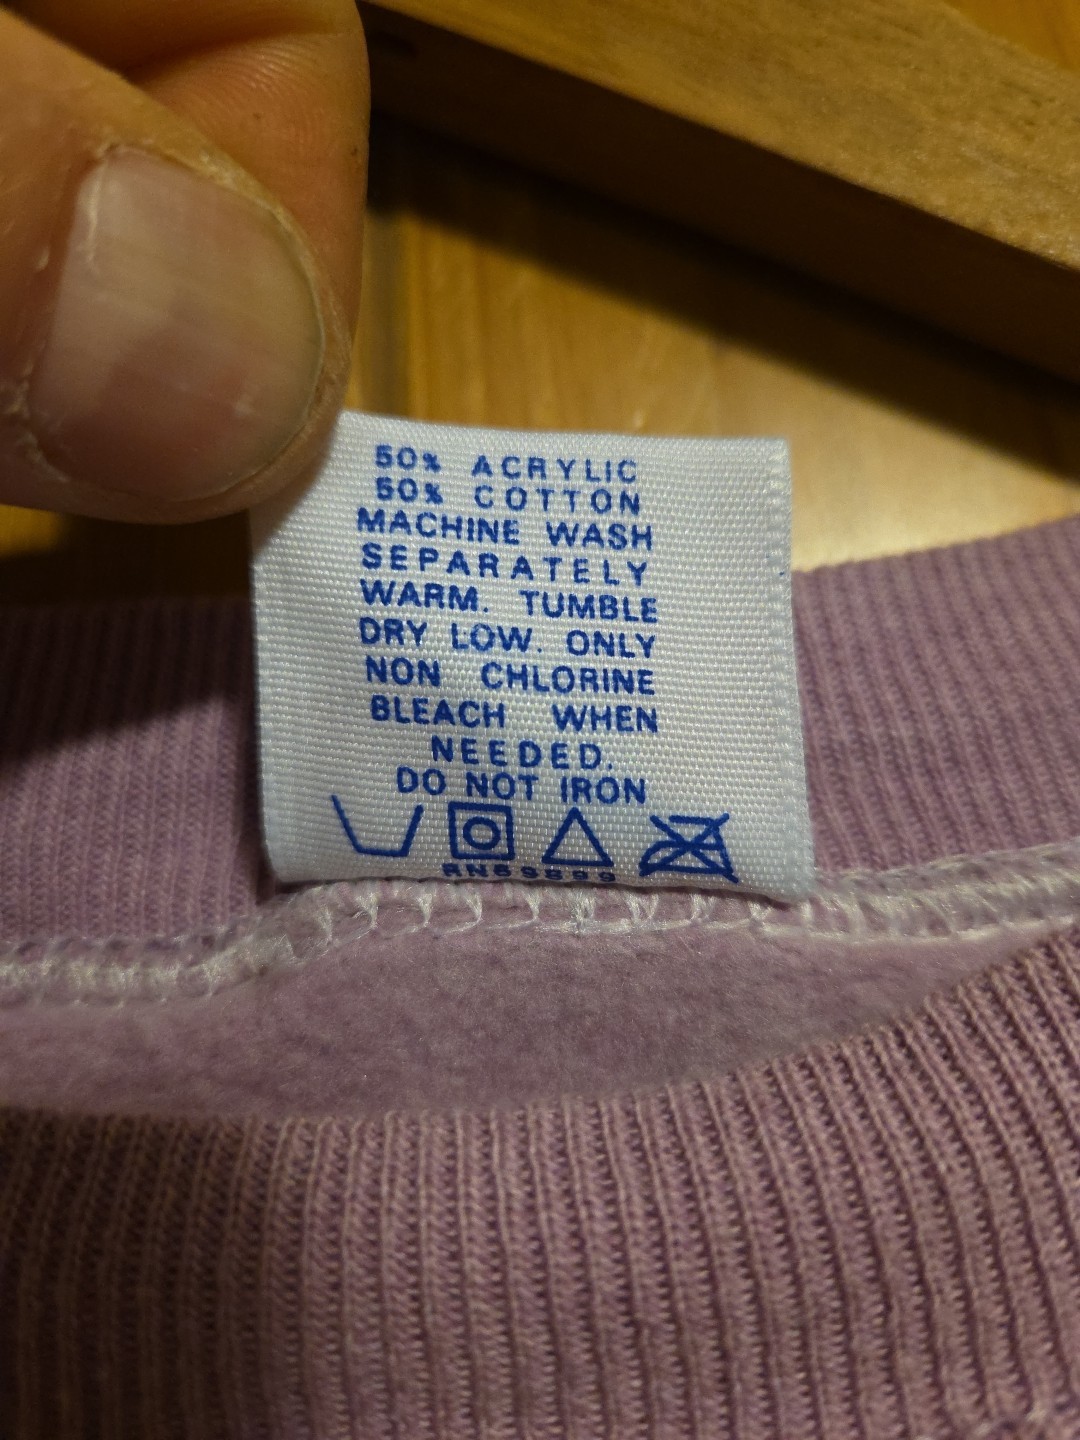 50% ACRYLIC
50% COTTON
MACHINE WASH
SEPARATELY
WARM. TUMBLE
DRY LOW. ONLY
NON CHLORINE
BLEACH WHEN
NEEDED.
DO NOT IRON
RN69899